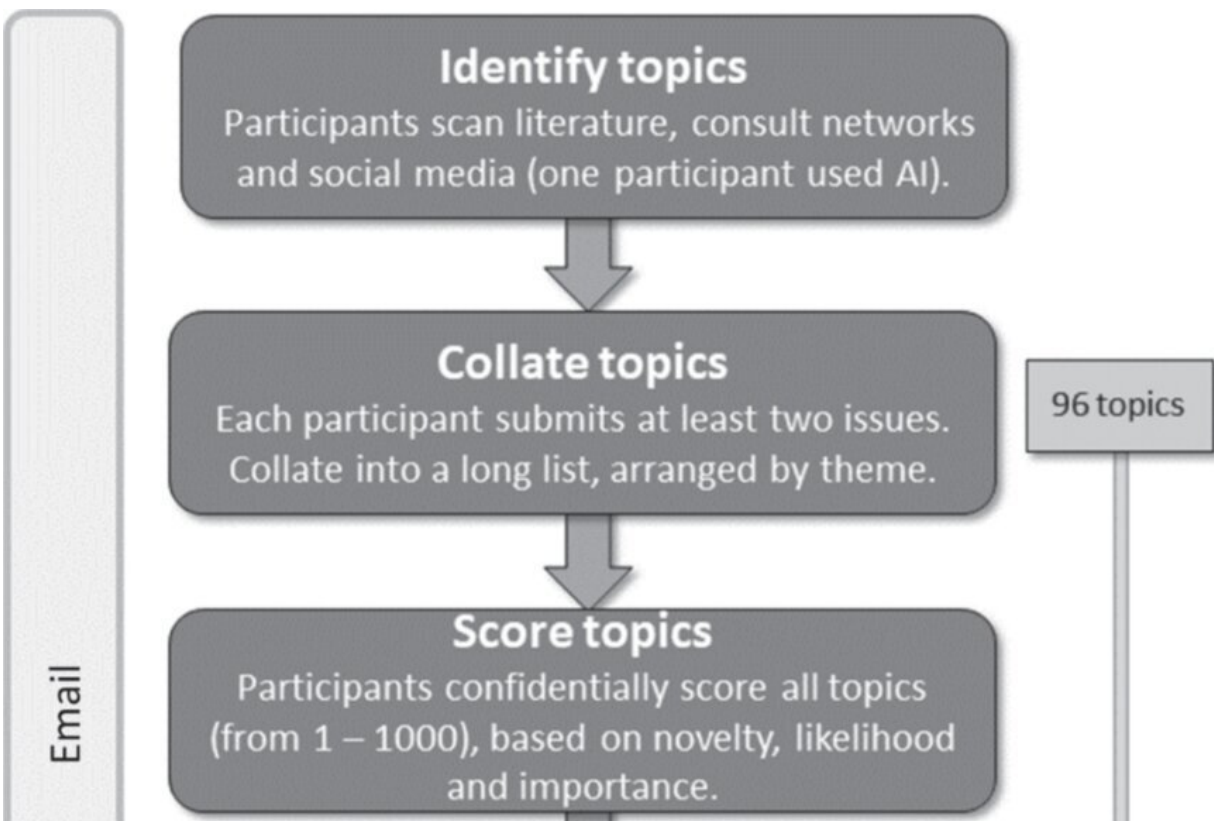 Identify topics
Participants scan literature, consult networks
and social media (one participant used AI).
Collate topics
Each participant submits at least two issues.
Collate into a long list, arranged by theme.
96 topics
Score topics
Participants confidentially score all topics
(from 1 – 1000), based on novelty, likelihood
and importance.
Email